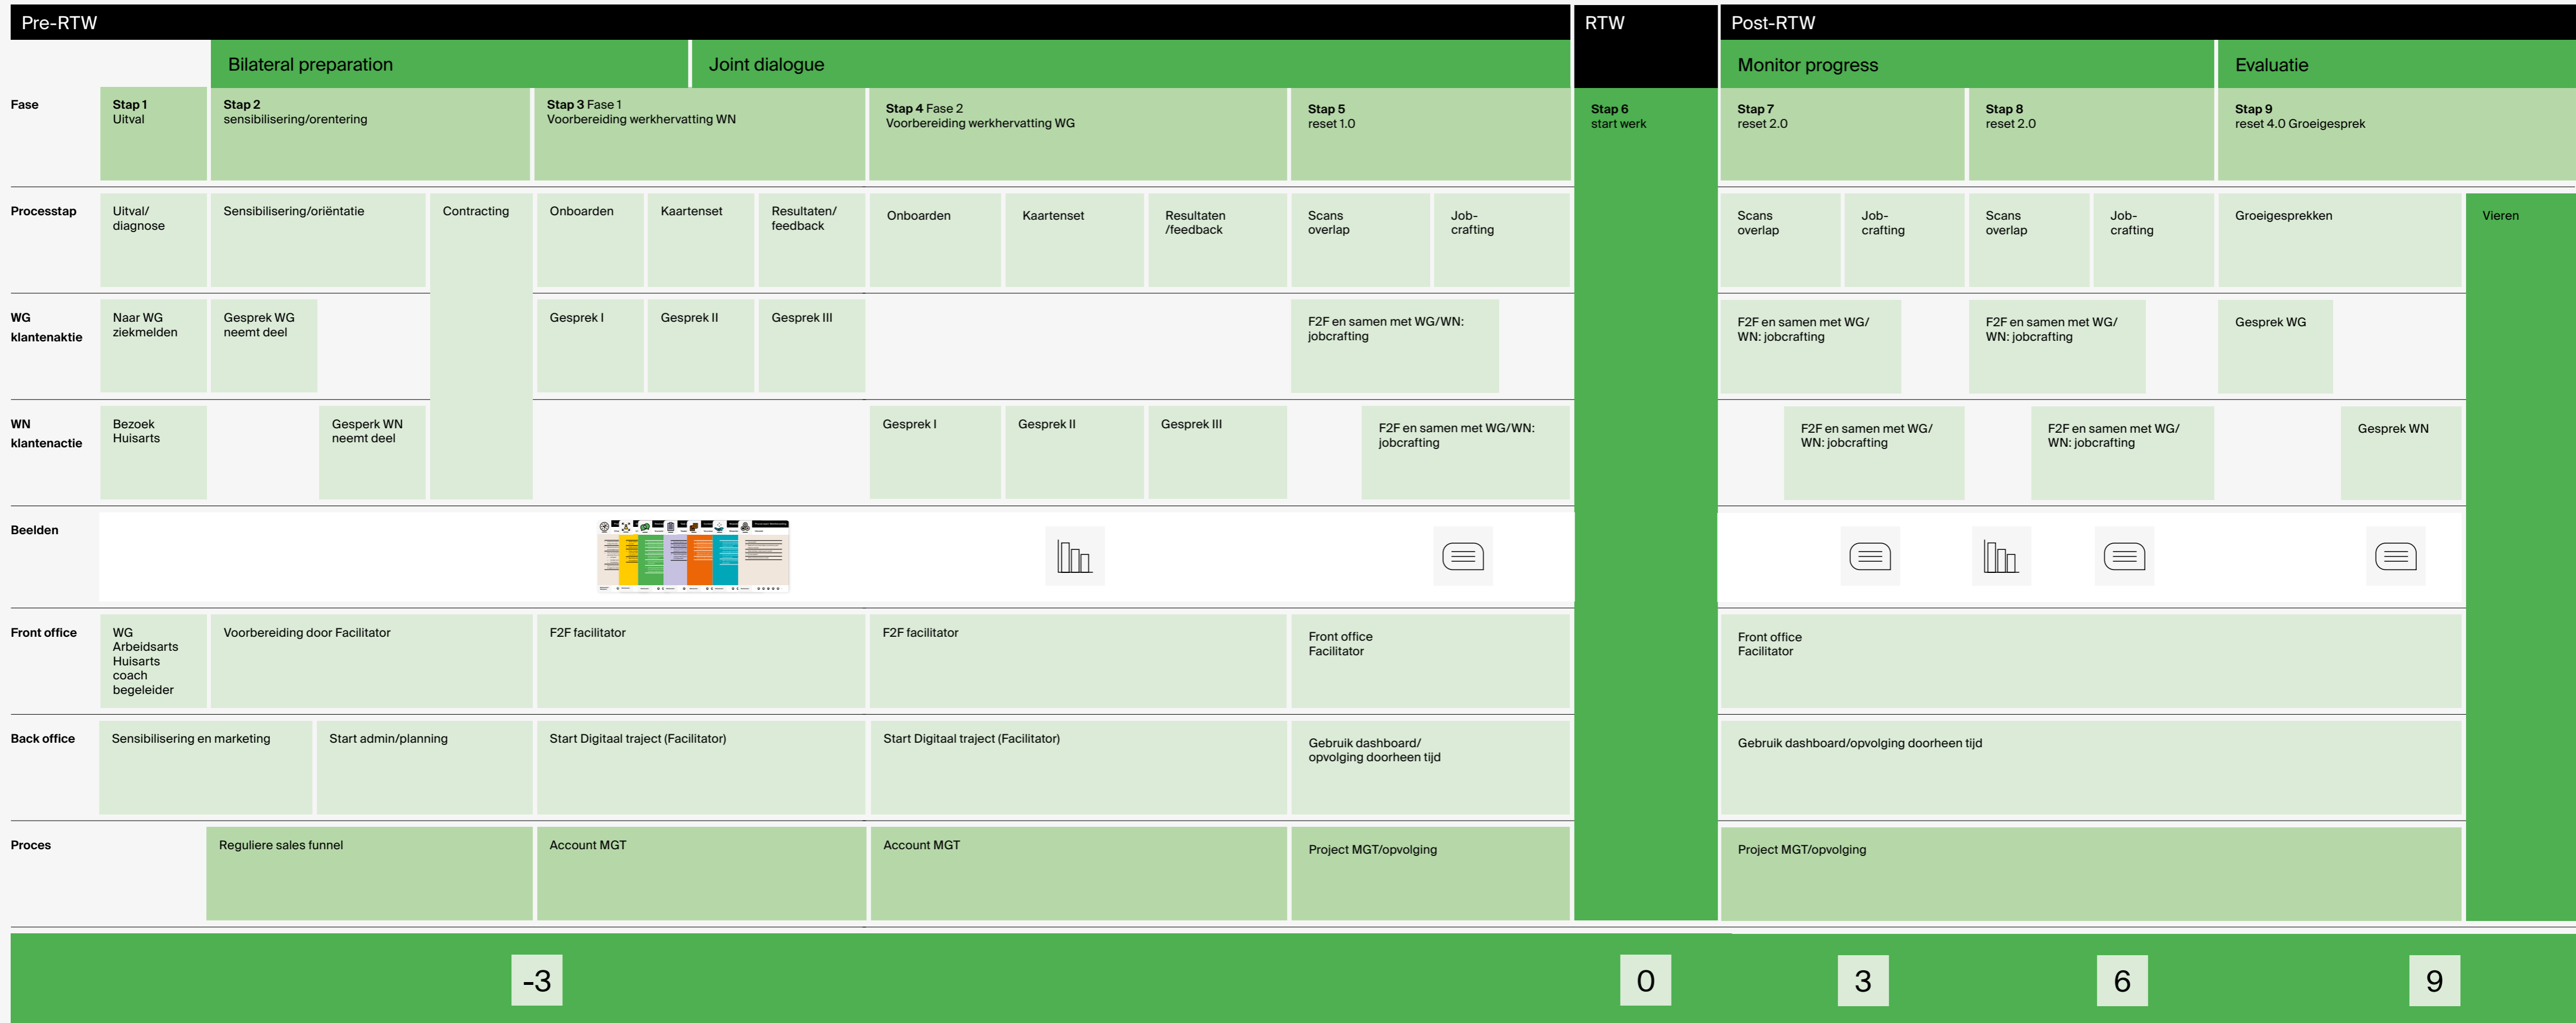 Pre-RTW
RTW
Post-RTW
Bilateral preparation
Joint dialogue
Monitor progress
Evaluatie
Fase
Stap 1
Uitval
Stap 2
sensibilisering/orentering
Stap 3 Fase 1
Voorbereiding werkhervatting WN
Stap 4 Fase 2
Voorbereiding werkhervatting WG
Stap 5
reset 1.0
Stap 6
start werk
Stap 7
reset 2.0
Stap 8
reset 2.0
Stap 9
reset 4.0 Groeigesprek
Processtap
Uitval/
diagnose
Sensibilisering/oriëntatie
Contracting
Onboarden
Kaartenset
Resultaten/
feedback
Onboarden
Kaartenset
Resultaten
/feedback
Scans
overlap
Job-
crafting
Scans
overlap
Job-
crafting
Scans
overlap
Job-
crafting
Groeigesprekken
Vieren
WG
klantenaktie
Naar WG
ziekmelden
Gesprek WG
neemt deel
Gesprek I
Gesprek II
Gesprek III
F2F en samen met WG/WN:
jobcrafting
F2F en samen met WG/
WN: jobcrafting
F2F en samen met WG/
WN: jobcrafting
Gesprek WG
WN
klantenactie
Bezoek
Huisarts
Gesperk WN
neemt deel
Gesprek I
Gesprek II
Gesprek III
F2F en samen met WG/WN:
jobcrafting
F2F en samen met WG/
WN: jobcrafting
F2F en samen met WG/
WN: jobcrafting
Gesprek WN
Beelden
Front office
WG
Arbeidsarts
Huisarts
coach
begeleider
Voorbereiding door Facilitator
F2F facilitator
F2F facilitator
Front office
Facilitator
Front office
Facilitator
Back office
Sensibilisering en marketing
Start admin/planning
Start Digitaal traject (Facilitator)
Start Digitaal traject (Facilitator)
Gebruik dashboard/
opvolging doorheen tijd
Gebruik dashboard/opvolging doorheen tijd
Proces
Reguliere sales funnel
Account MGT
Account MGT
Project MGT/opvolging
Project MGT/opvolging
-3
0
3
6
9